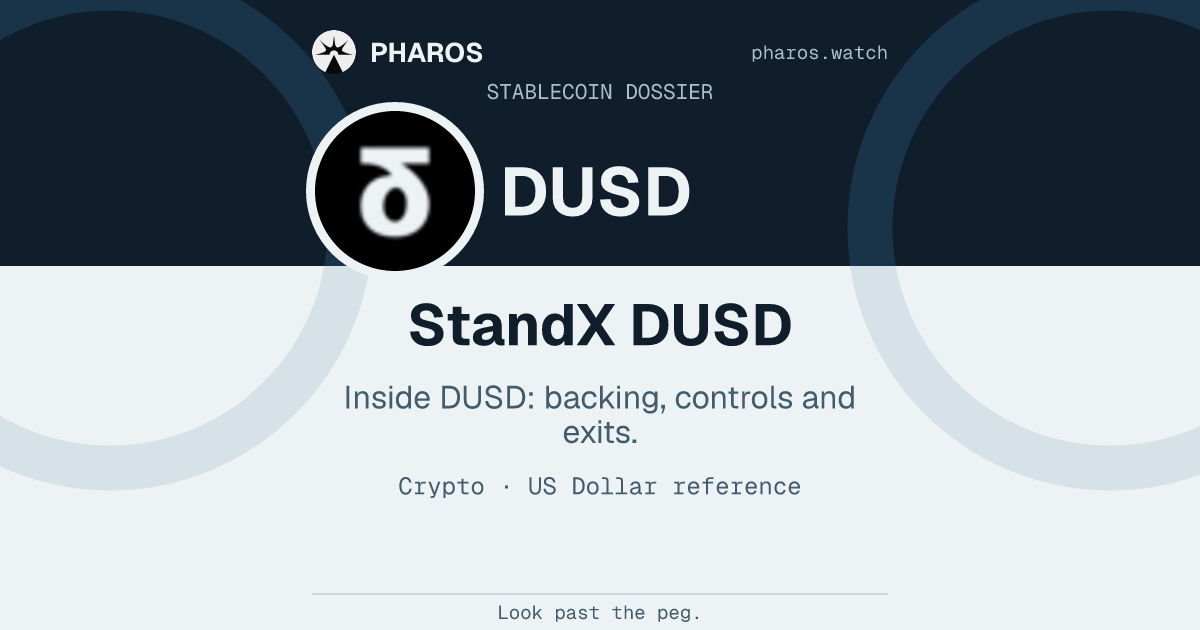 PHAROS
pharos.watch
STABLECOIN DOSSIER
DUSD
StandX DUSD
Inside DUSD: backing, controls and
exits.
Crypto · US Dollar reference
Look past the peg.